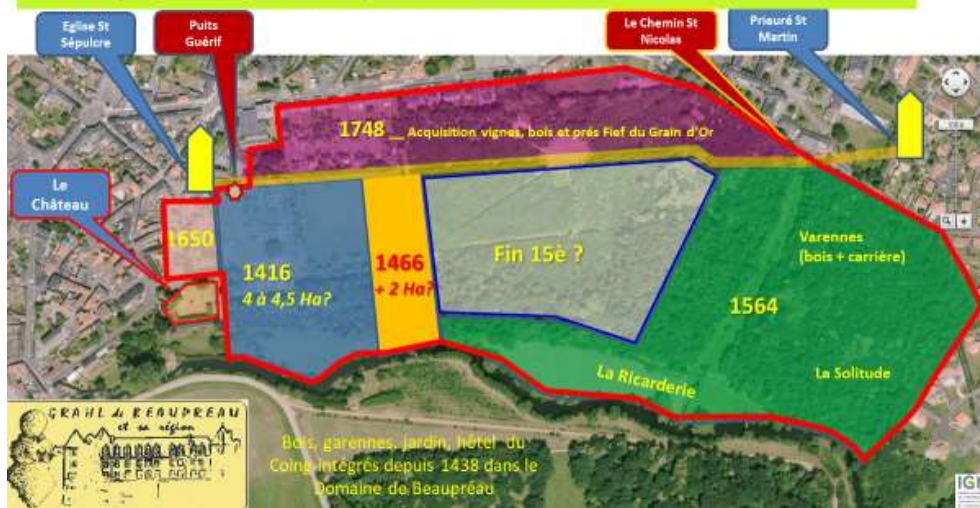 Eglise St
Sépulcre
Puits
Guérif
Le Chemin St
Nicolas
Prieuré St
Martin
1748 __ Acquisition vignes, bois et prés Fief du Grain d'Or
Le
Château
1650
1416
4 à 4,5 Ha?
1466
+ 2 Ha?
Fin 15è ?
Varennes
(bois + carrière)
1564
La Ricarderie
La Solitude
GRAHL de BEAUPREAU
et sa région
Bois, garennes, jardin, hôtel du
Coing intégrés depuis 1438 dans le
Domaine de Beaupréau
IGN